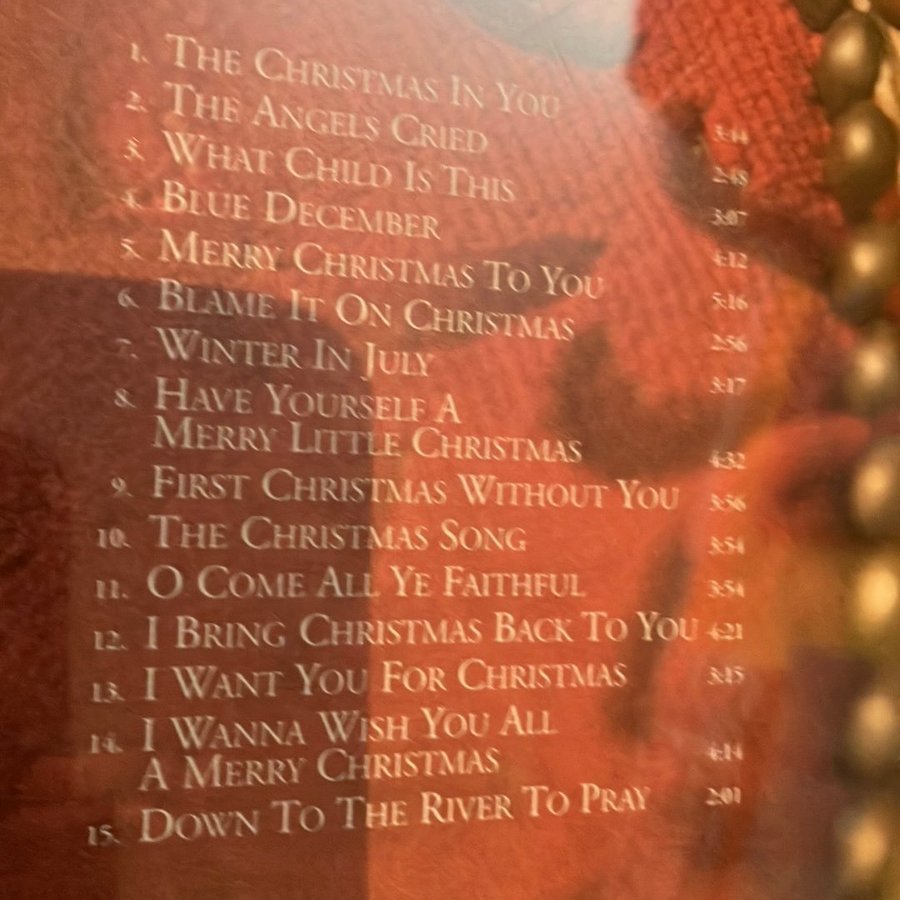 1. THE CHRISTMAS IN YOU 3:44
2. THE ANGELS CRIED 2:48
3. WHAT CHILD IS THIS 3:07
4. BLUE DECEMBER 4:12
5. MERRY CHRISTMAS TO YOU 5:16
6. BLAME IT ON CHRISTMAS 2:56
7. WINTER IN JULY 3:17
8. HAVE YOURSELF A
MERRY LITTLE CHRISTMAS 4:32
9. FIRST CHRISTMAS WITHOUT YOU 3:56
10. THE CHRISTMAS SONG 3:54
11. O COME ALL YE FAITHFUL 3:54
12. I BRING CHRISTMAS BACK TO YOU 4:21
13. I WANT YOU FOR CHRISTMAS 3:15
14. I WANNA WISH YOU ALL
A MERRY CHRISTMAS 4:14
15. DOWN TO THE RIVER TO PRAY 2:01